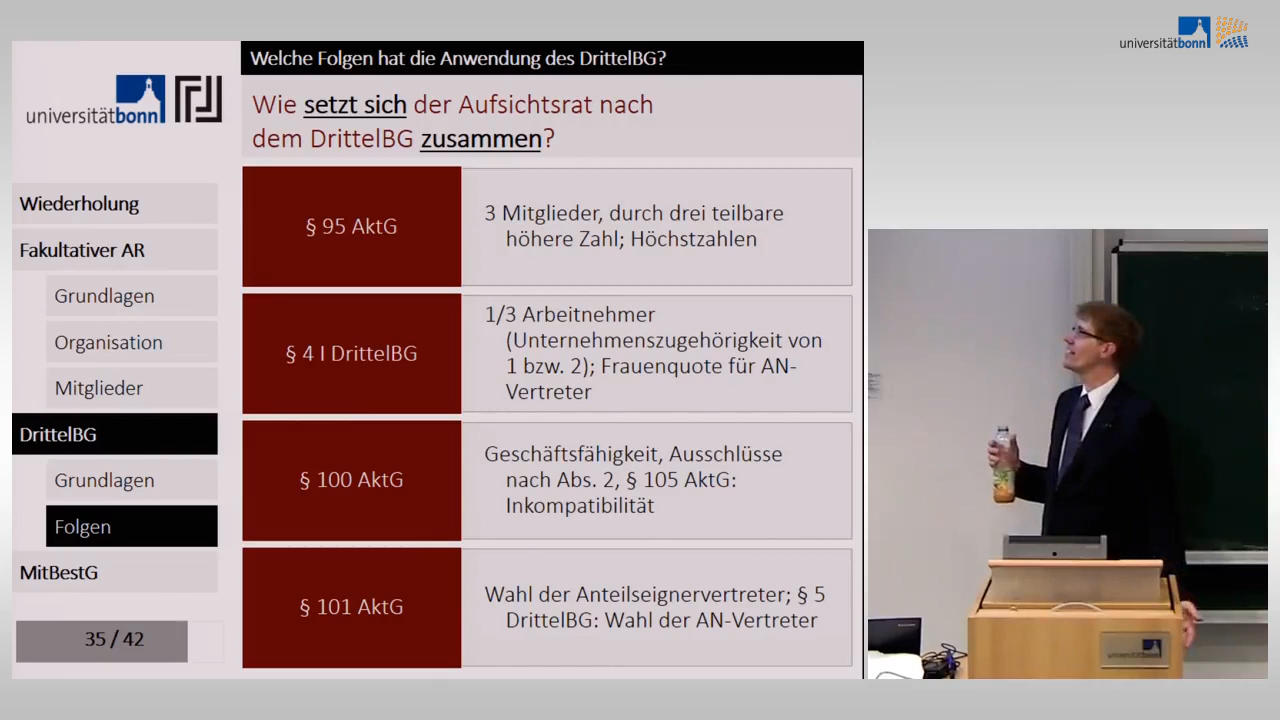 universitätbonn
Welche Folgen hat die Anwendung des DrittelBG?
universitätbonn
Wie setzt sich der Aufsichtsrat nach
dem DrittelBG zusammen?
Wiederholung
Fakultativer AR
Grundlagen
Organisation
Mitglieder
DrittelBG
Grundlagen
Folgen
MitBestG
35 / 42
§ 95 AktG
3 Mitglieder, durch drei teilbare
höhere Zahl; Höchstzahlen
§ 4 I DrittelBG
1/3 Arbeitnehmer
(Unternehmenszugehörigkeit von
1 bzw. 2); Frauenquote für AN-
Vertreter
§ 100 AktG
Geschäftsfähigkeit, Ausschlüsse
nach Abs. 2, § 105 AktG:
Inkompatibilität
§ 101 AktG
Wahl der Anteilseignervertreter; § 5
DrittelBG: Wahl der AN-Vertreter
universitätbonn